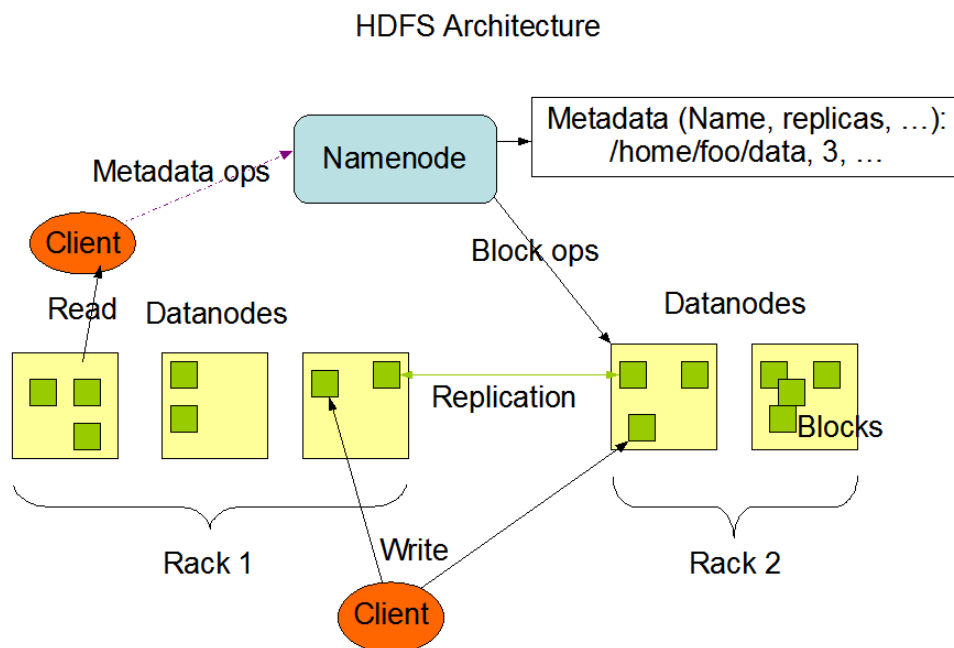 HDFS Architecture
Metadata (Name, replicas, …):
/home/foo/data, 3, …
Namenode
Metadata ops
Client
Block ops
Read
Datanodes
Datanodes
Replication
Blocks
Rack 1
Write
Rack 2
Client